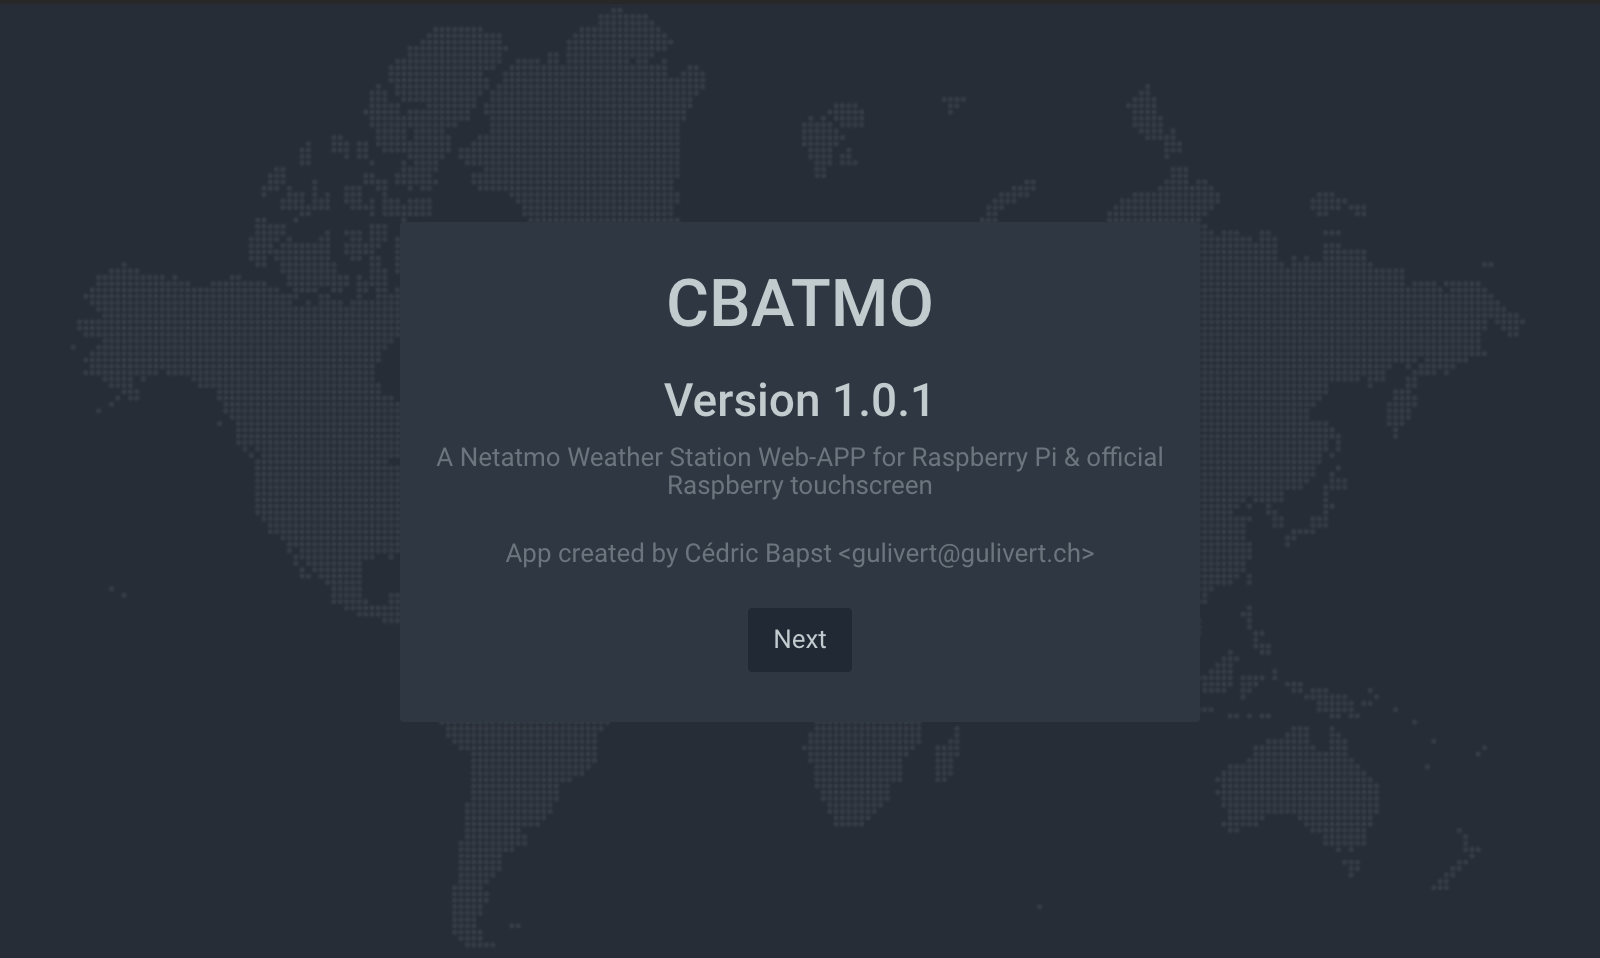 CBATMO
Version 1.0.1
A Netatmo Weather Station Web-APP for Raspberry Pi & official
Raspberry touchscreen
App created by Cédric Bapst <gulivert@gulivert.ch>
Next